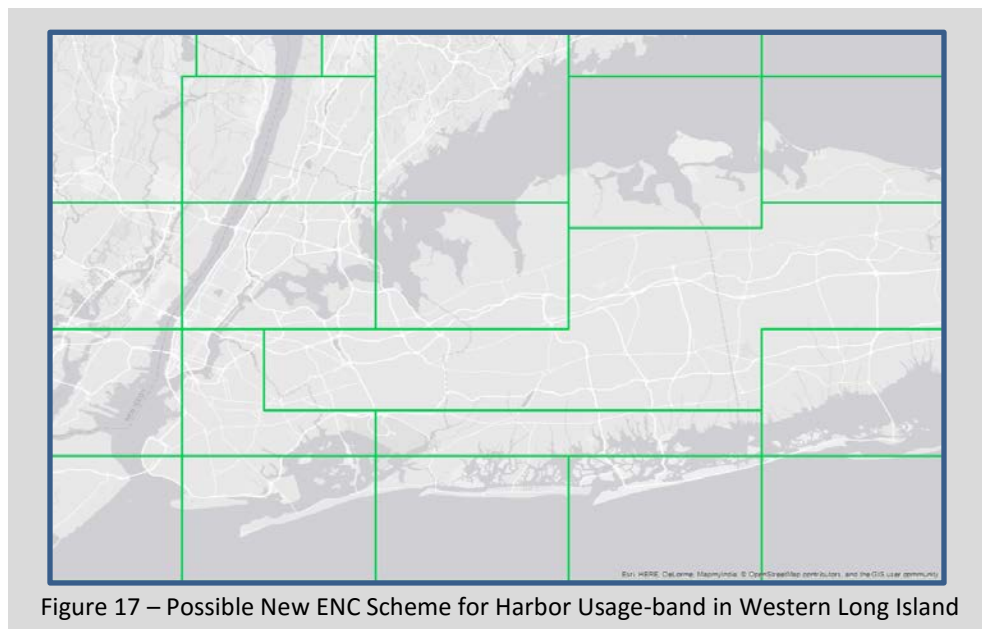 Esri, HERE, DeLorme, MapmyIndia, © OpenStreetMap contributors, and the GIS user community
Figure 17 – Possible New ENC Scheme for Harbor Usage-band in Western Long Island